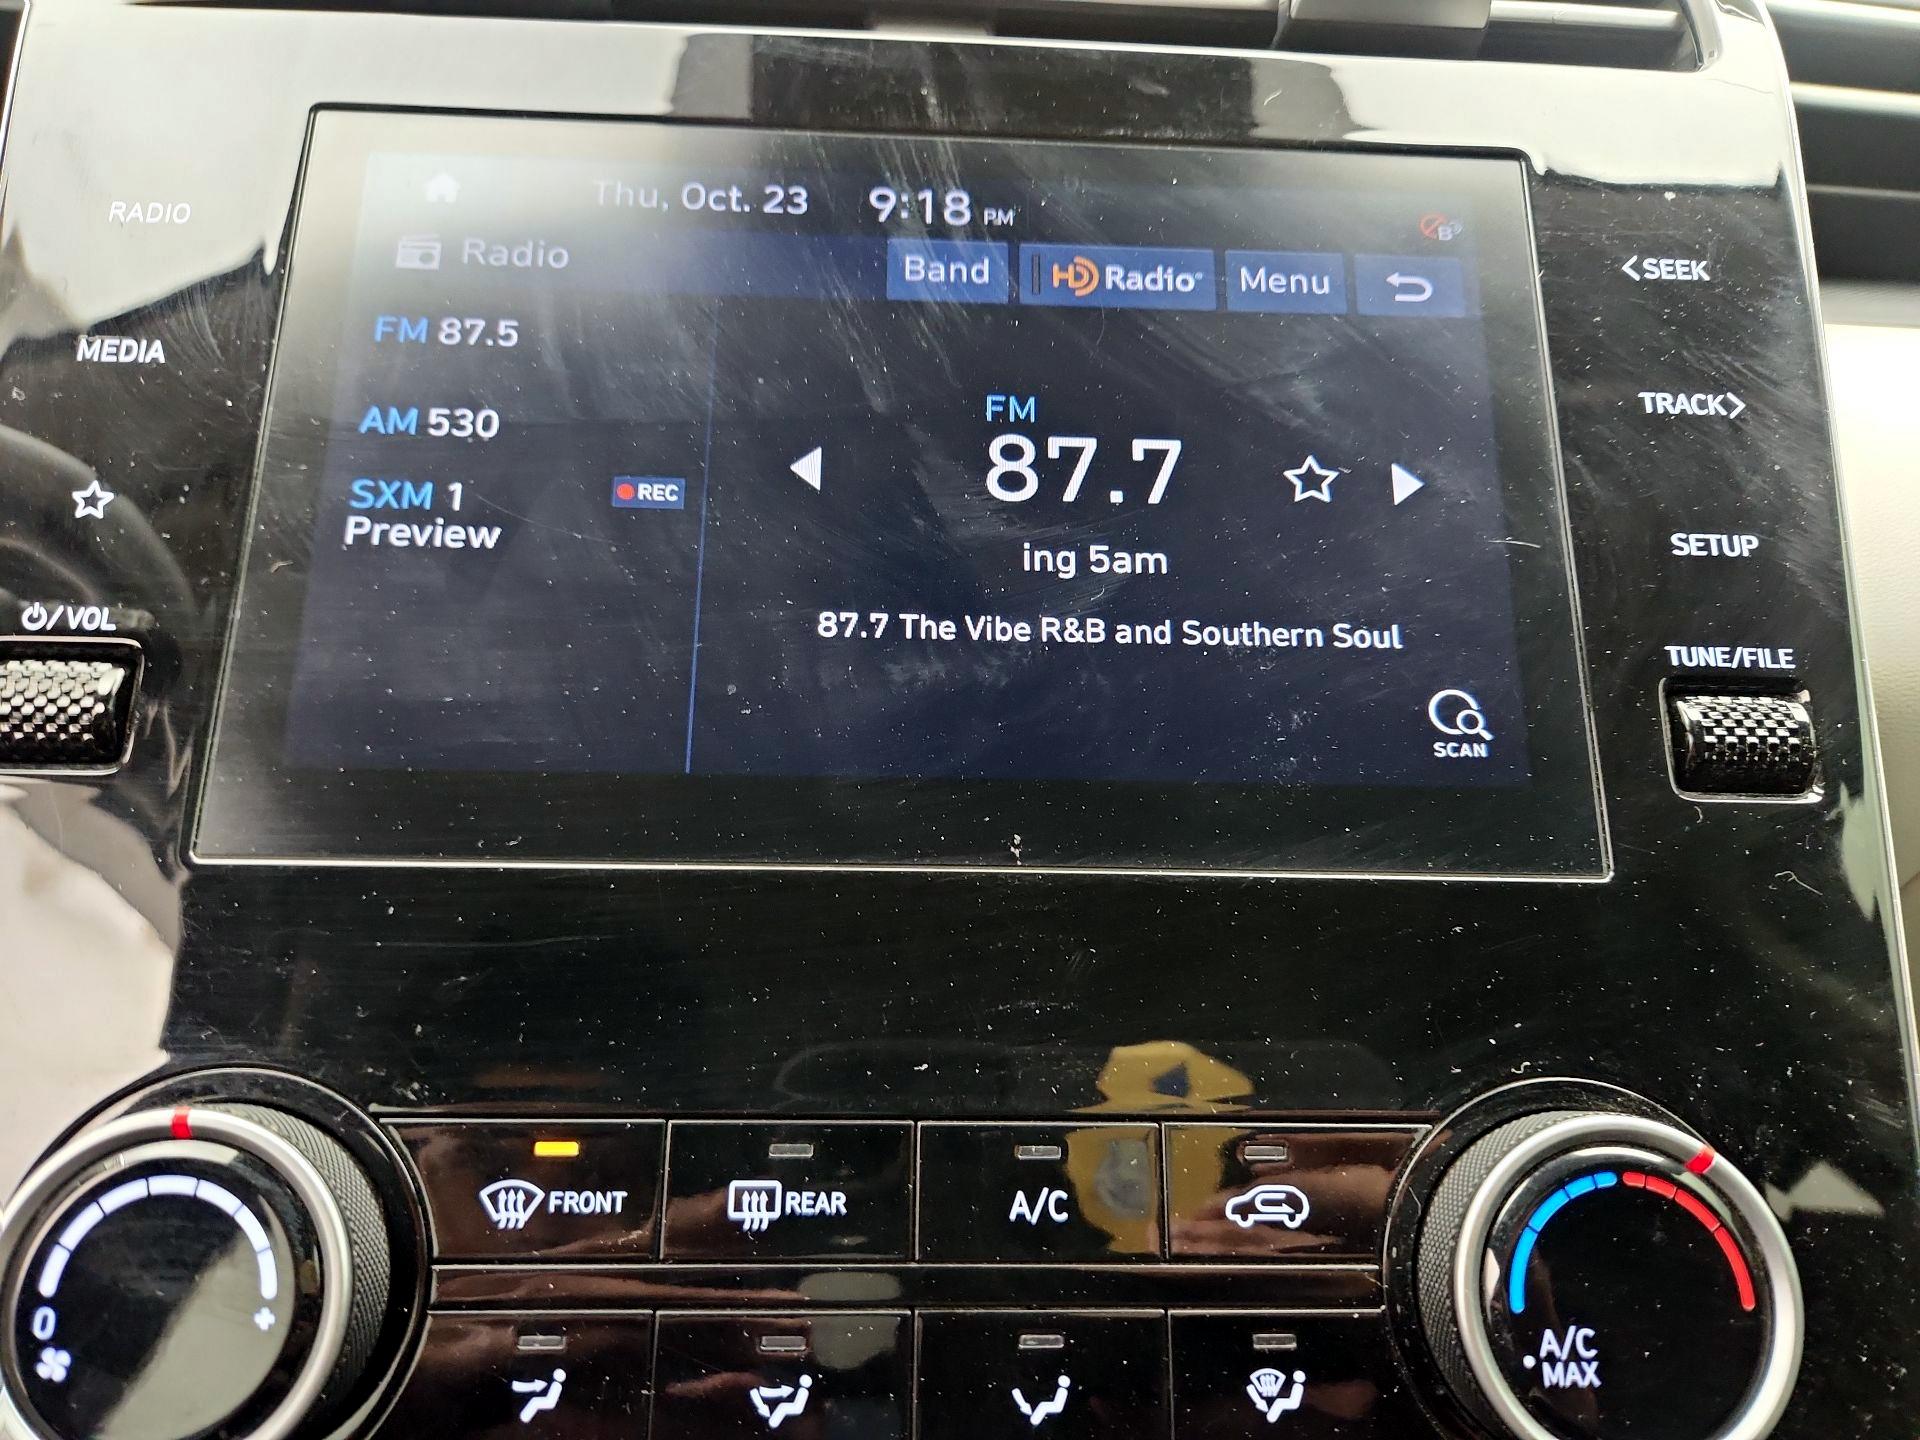 Thu, Oct. 23 9:18 PM
B
Radio Band HD Radio Menu
FM 87.5
AM 530
SXM 1 REC
Preview
FM
87.7
ing 5am
87.7 The Vibe R&B and Southern Soul
SCAN
RADIO
MEDIA
/VOL
SEEK
TRACK
SETUP
TUNE/FILE
FRONT REAR A/C
0 +
A/C
MAX